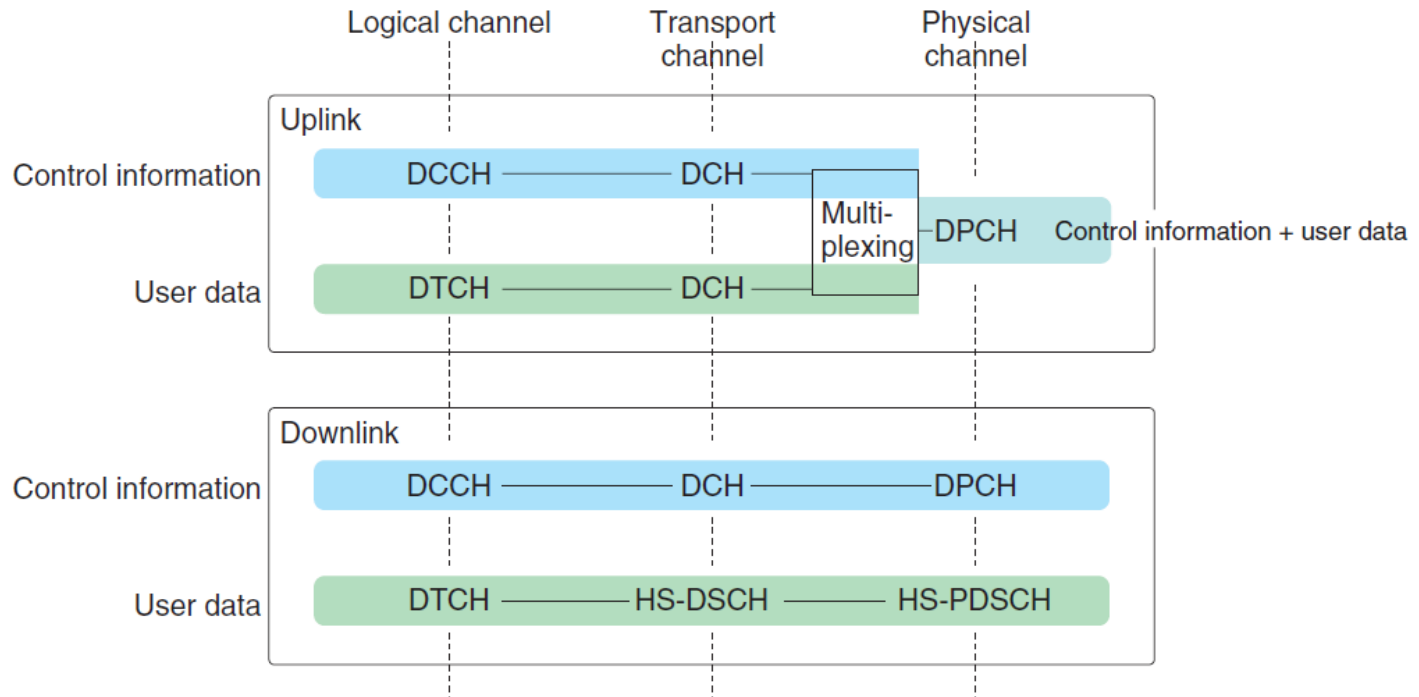 Logical channel
Transport
channel
Physical
channel
Uplink
Control information
DCCH
DCH
Multi-
plexing
DPCH
Control information + user data
User data
DTCH
DCH
Downlink
Control information
DCCH
DCH
DPCH
User data
DTCH
HS-DSCH
HS-PDSCH